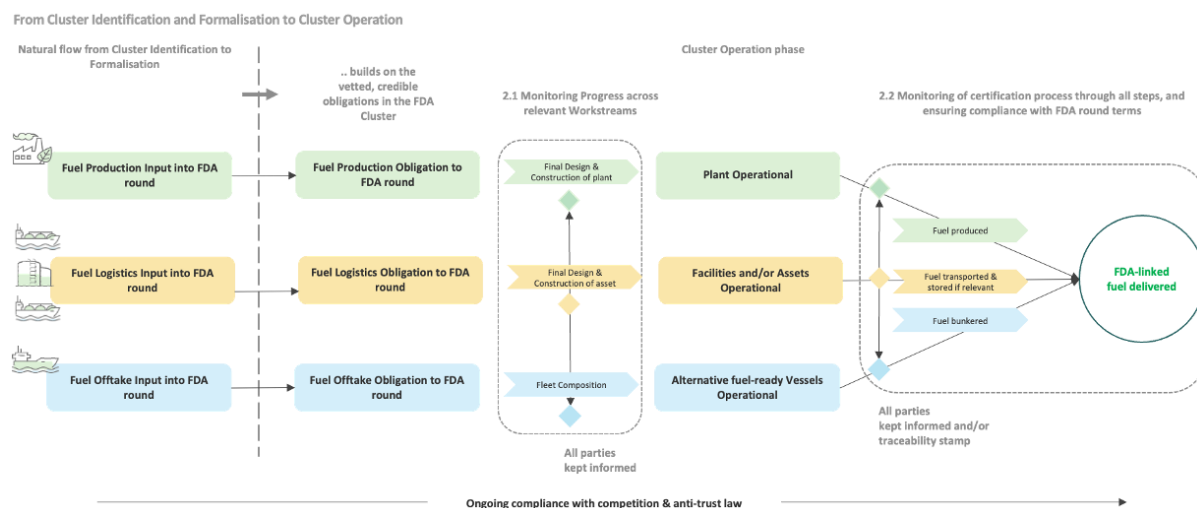 From Cluster Identification and Formalisation to Cluster Operation
Natural flow from Cluster Identification to
Formalisation
Cluster Operation phase
.. builds on the
vetted, credible
obligations in the FDA
Cluster
2.1 Monitoring Progress across
relevant Workstreams
2.2 Monitoring of certification process through all steps, and
ensuring compliance with FDA round terms
Fuel Production Input into FDA
round
Fuel Production Obligation to
FDA round
Final Design &
Construction of plant
Plant Operational
Fuel produced
Fuel Logistics Input into FDA
round
Fuel Logistics Obligation to FDA
round
Final Design &
Construction of asset
Facilities and/or Assets
Operational
Fuel transported &
stored if relevant
FDA-linked
fuel delivered
Fuel bunkered
Fuel Offtake Input into FDA
round
Fuel Offtake Obligation to FDA
round
Fleet Composition
Alternative fuel-ready Vessels
Operational
All parties
kept informed
All parties
kept informed and/or
traceability stamp
Ongoing compliance with competition & anti-trust law